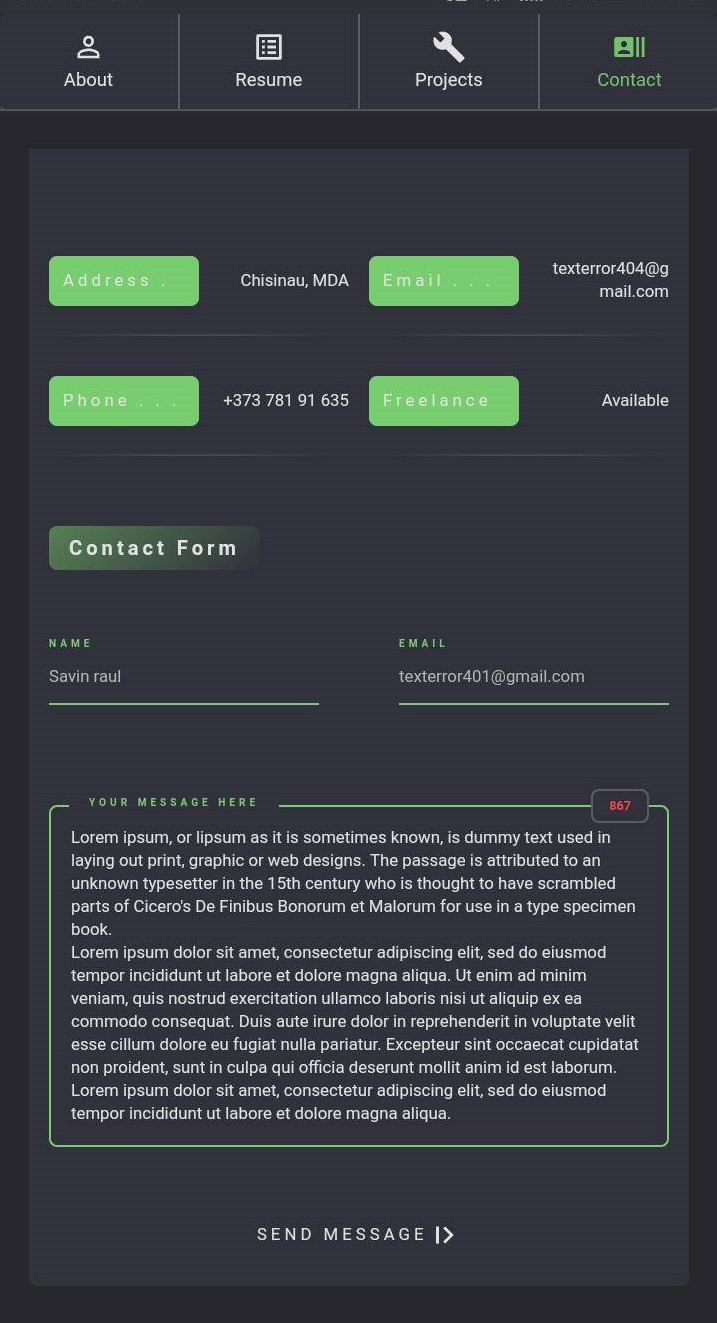 About Resume Projects Contact
Address . Chisinau, MDA Email . . . texterror404@g
mail.com
Phone . . . +373 781 91 635 Freelance Available
Contact Form
NAME EMAIL
Savin raul texterror401@gmail.com
YOUR MESSAGE HERE 867
Lorem ipsum, or lipsum as it is sometimes known, is dummy text used in
laying out print, graphic or web designs. The passage is attributed to an
unknown typesetter in the 15th century who is thought to have scrambled
parts of Cicero's De Finibus Bonorum et Malorum for use in a type specimen
book.
Lorem ipsum dolor sit amet, consectetur adipiscing elit, sed do eiusmod
tempor incididunt ut labore et dolore magna aliqua. Ut enim ad minim
veniam, quis nostrud exercitation ullamco laboris nisi ut aliquip ex ea
commodo consequat. Duis aute irure dolor in reprehenderit in voluptate velit
esse cillum dolore eu fugiat nulla pariatur. Excepteur sint occaecat cupidatat
non proident, sunt in culpa qui officia deserunt mollit anim id est laborum.
Lorem ipsum dolor sit amet, consectetur adipiscing elit, sed do eiusmod
tempor incididunt ut labore et dolore magna aliqua.
SEND MESSAGE